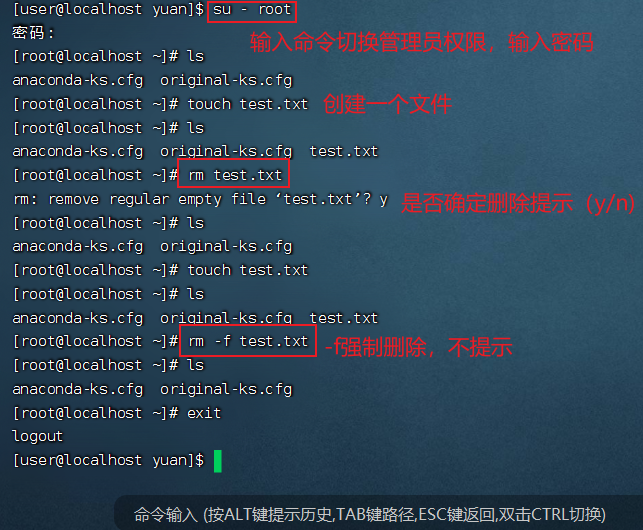 [user@localhost yuan]$ su - root
密码：
输入命令切换管理员权限，输入密码
[root@localhost ~]# ls
anaconda-ks.cfg  original-ks.cfg
[root@localhost ~]# touch test.txt 创建一个文件
[root@localhost ~]# ls
anaconda-ks.cfg  original-ks.cfg  test.txt
[root@localhost ~]# rm test.txt
rm: remove regular empty file ‘test.txt’? y 是否确定删除提示（y/n）
[root@localhost ~]# ls
anaconda-ks.cfg  original-ks.cfg
[root@localhost ~]# touch test.txt
[root@localhost ~]# ls
anaconda-ks.cfg  original-ks.cfg  test.txt
[root@localhost ~]# rm -f test.txt -f强制删除，不提示
[root@localhost ~]# ls
anaconda-ks.cfg  original-ks.cfg
[root@localhost ~]# exit
logout
[user@localhost yuan]$
命令输入 (按ALT键提示历史,TAB键路径,ESC键返回,双击CTRL切换)